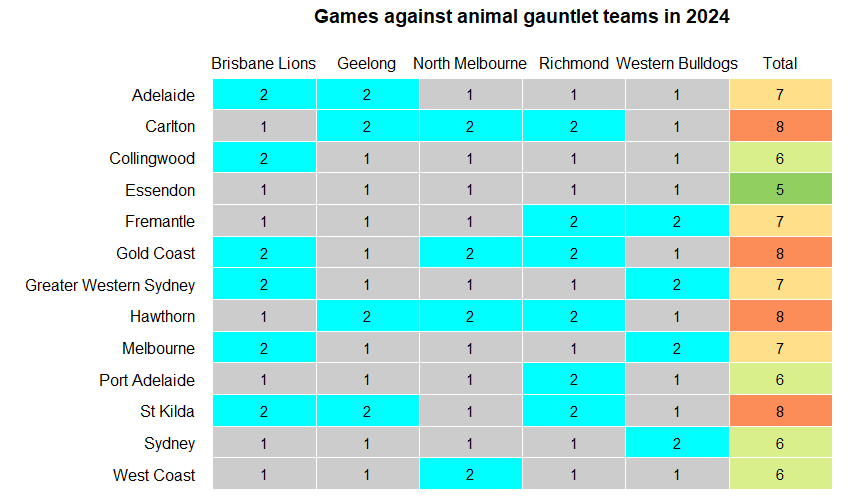 Games against animal gauntlet teams in 2024
Brisbane Lions Geelong North Melbourne Richmond Western Bulldogs Total
Adelaide 2 2 1 1 1 7
Carlton 1 2 2 2 1 8
Collingwood 2 1 1 1 1 6
Essendon 1 1 1 1 1 5
Fremantle 1 1 1 2 2 7
Gold Coast 2 1 2 2 1 8
Greater Western Sydney 2 1 1 1 2 7
Hawthorn 1 2 2 2 1 8
Melbourne 2 1 1 1 2 7
Port Adelaide 1 1 1 2 1 6
St Kilda 2 2 1 2 1 8
Sydney 1 1 1 1 2 6
West Coast 1 1 2 1 1 6